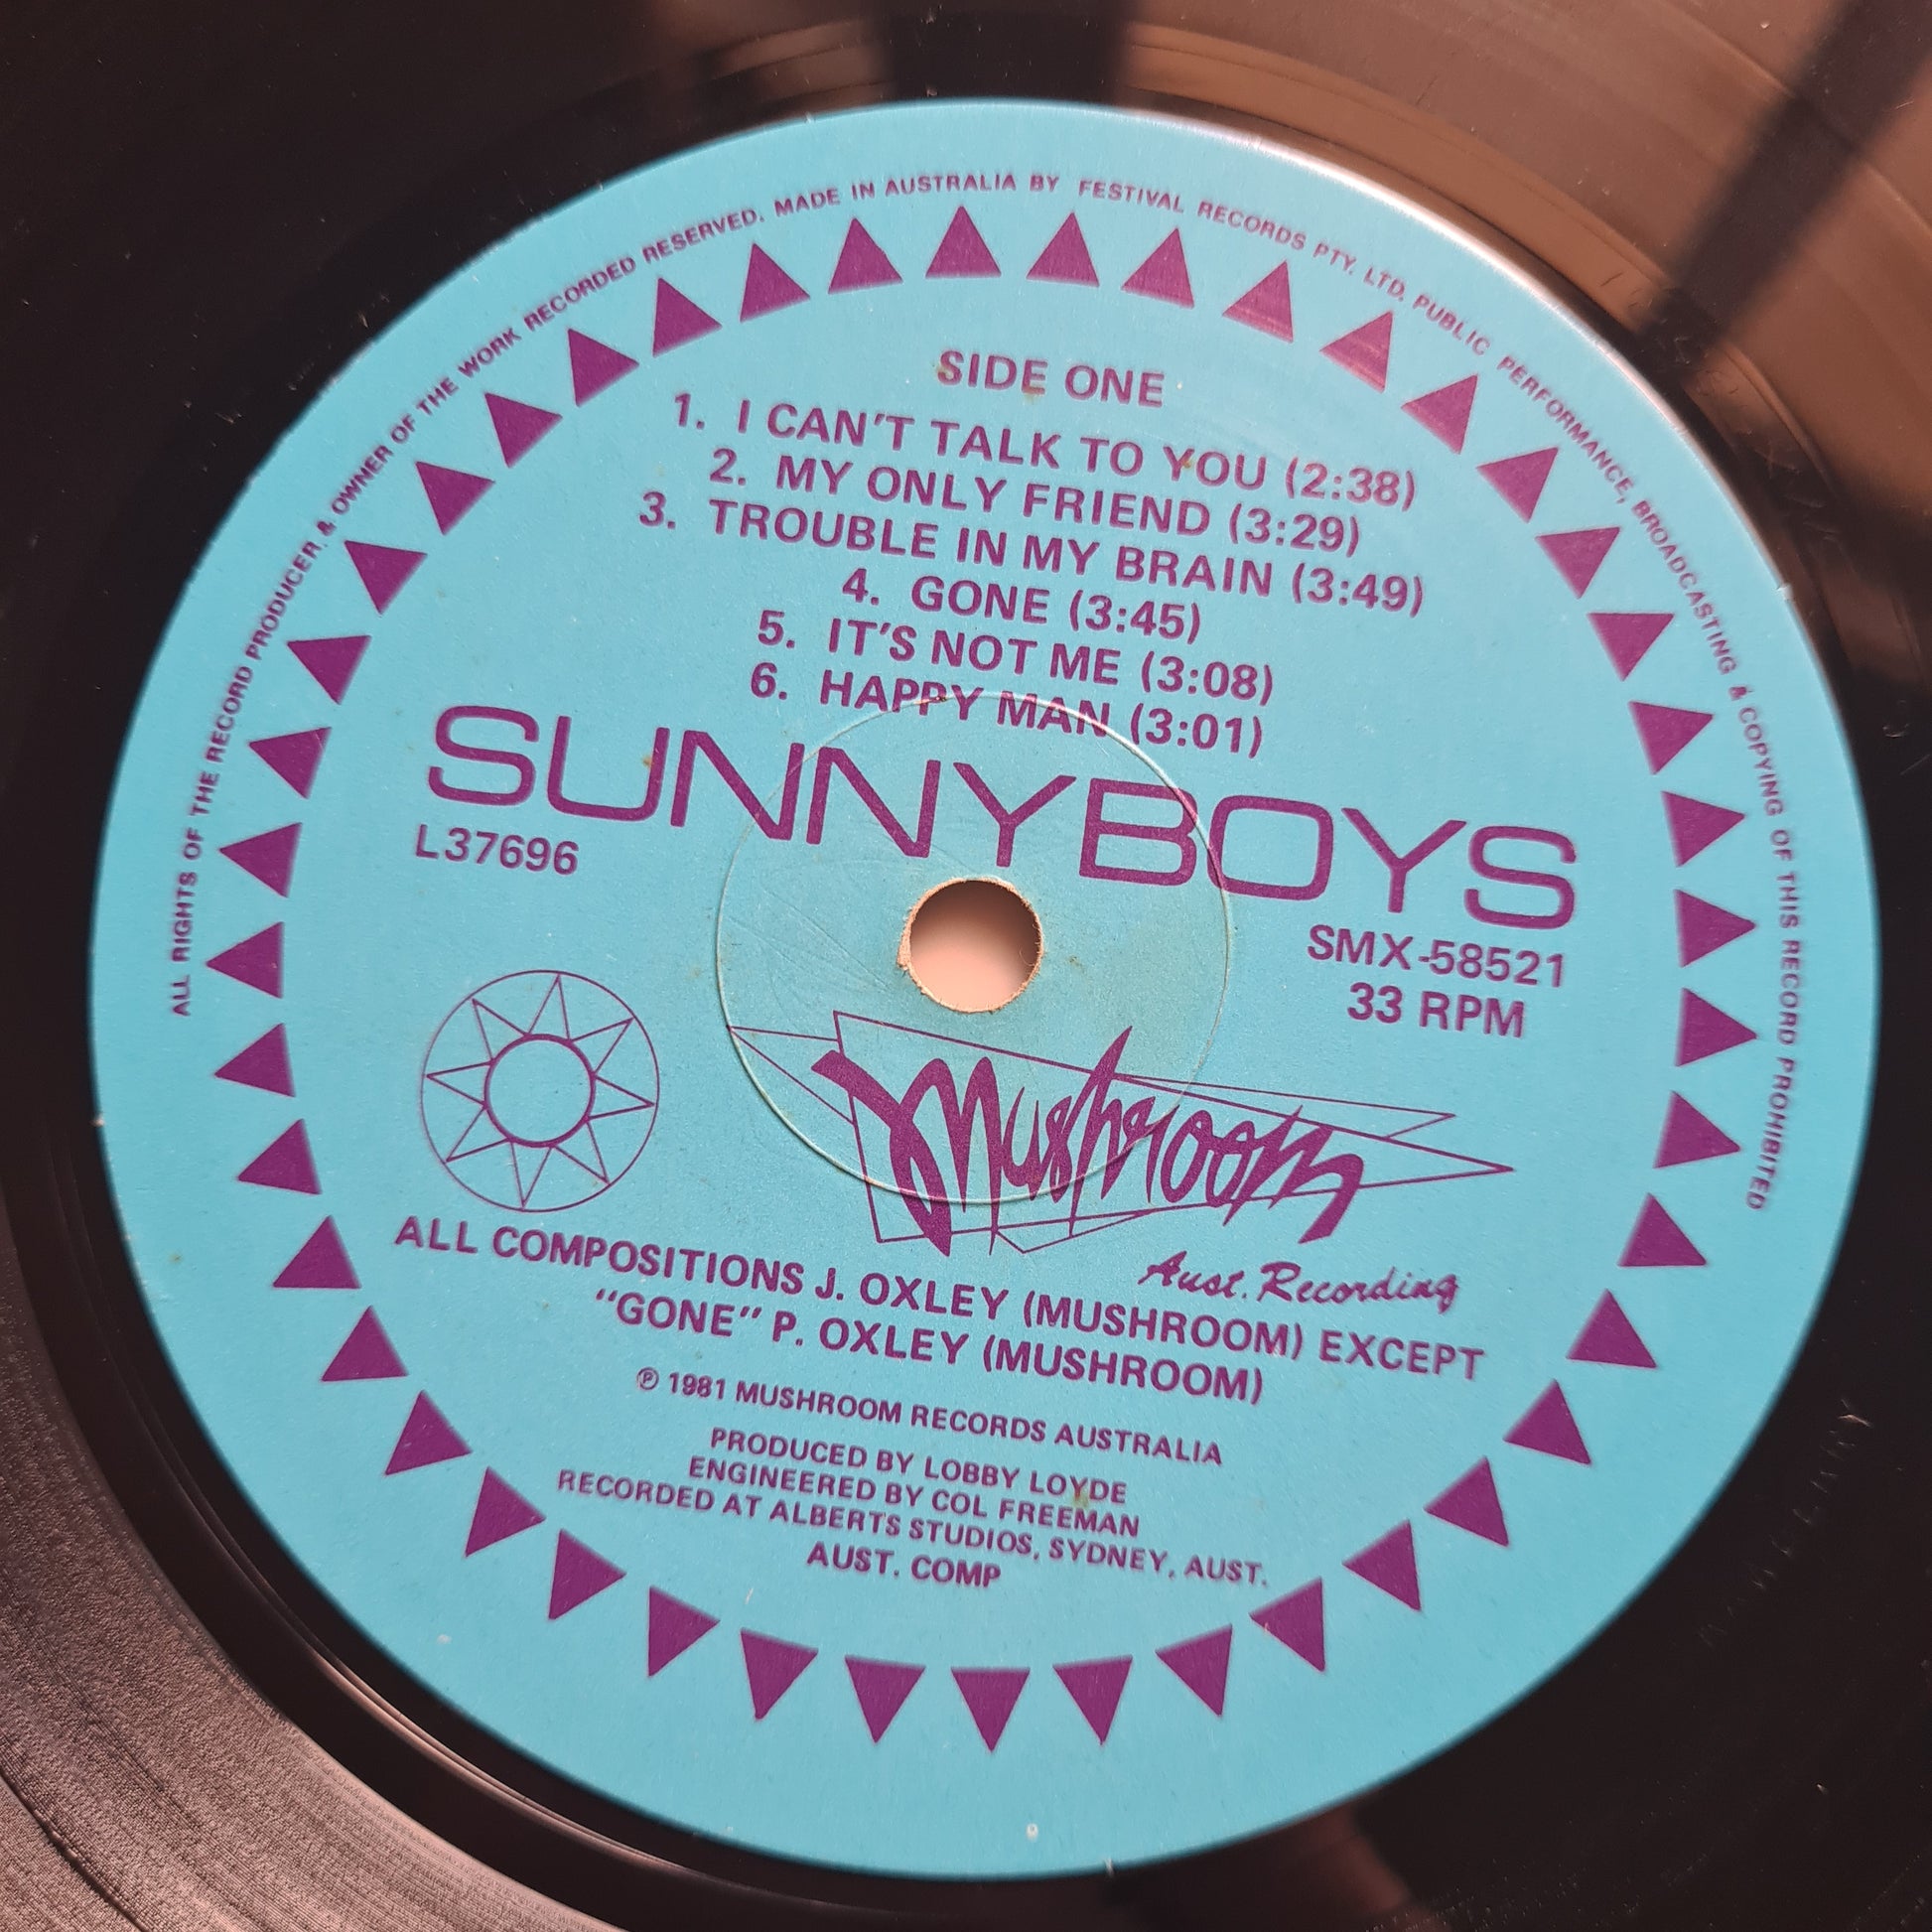 ALL RIGHTS OF THE RECORD PRODUCER & OWNER OF THE WORK RECORDED RESERVED. MADE IN AUSTRALIA BY FESTIVAL RECORDS PTY. LTD. PUBLIC PERFORMANCE, BROADCASTING & COPYING OF THIS RECORD PROHIBITED
SIDE ONE
1. I CAN'T TALK TO YOU (2:38)
2. MY ONLY FRIEND (3:29)
3. TROUBLE IN MY BRAIN (3:49)
4. GONE (3:45)
5. IT'S NOT ME (3:08)
6. HAPPY MAN (3:01)
SUNNYBOYS
L37696
SMX-58521
33 RPM
Mushroom
Aust. Recording
ALL COMPOSITIONS J. OXLEY (MUSHROOM) EXCEPT
"GONE" P. OXLEY (MUSHROOM)
℗ 1981 MUSHROOM RECORDS AUSTRALIA
PRODUCED BY LOBBY LOYDE
ENGINEERED BY COL FREEMAN
RECORDED AT ALBERTS STUDIOS, SYDNEY, AUST.
AUST. COMP